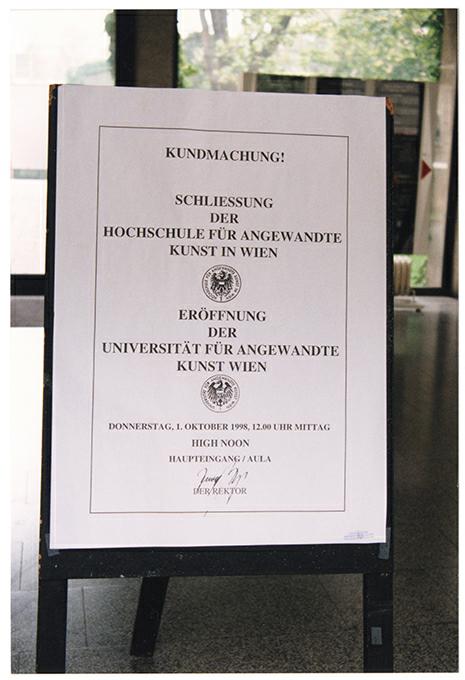 KUNDMACHUNG!
SCHLIESSUNG
DER
HOCHSCHULE FÜR ANGEWANDTE
KUNST IN WIEN
ERÖFFNUNG
DER
UNIVERSITÄT FÜR ANGEWANDTE
KUNST WIEN
DONNERSTAG, 1. OKTOBER 1998, 12.00 UHR MITTAG
HIGH NOON
HAUPTEINGANG / AULA
DER REKTOR